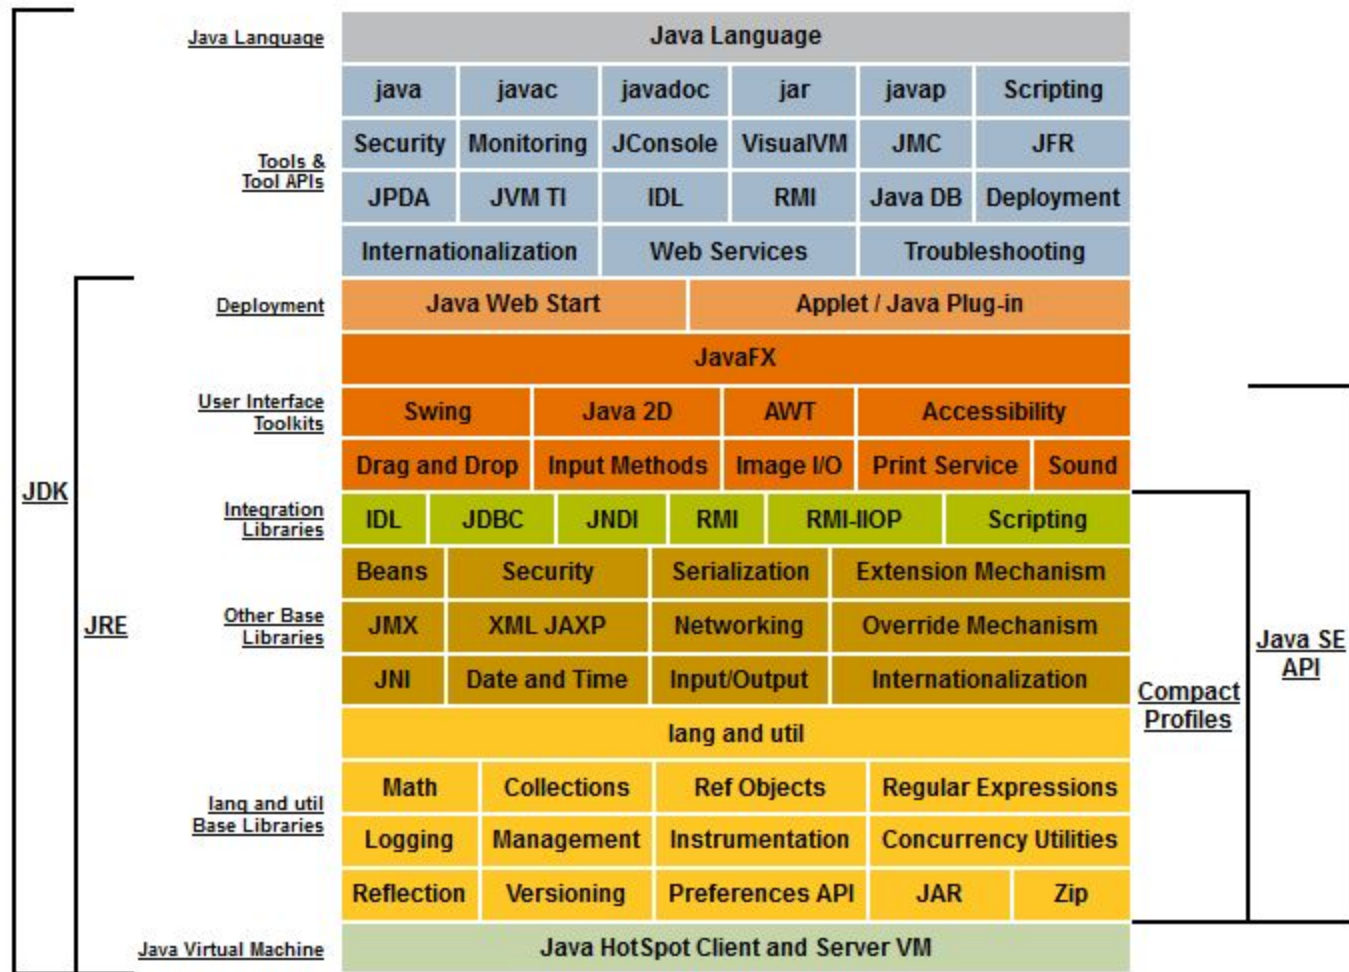 Java Language
Java Language
java javac javadoc jar javap Scripting
Security Monitoring JConsole VisualVM JMC JFR
Tools &
Tool APIs
JPDA JVM TI IDL RMI Java DB Deployment
Internationalization Web Services Troubleshooting
Deployment
Java Web Start Applet / Java Plug-in
JavaFX
User Interface
Toolkits
Swing Java 2D AWT Accessibility
Drag and Drop Input Methods Image I/O Print Service Sound
JDK
Integration
Libraries
IDL JDBC JNDI RMI RMI-IIOP Scripting
Beans Security Serialization Extension Mechanism
JRE
Other Base
Libraries
JMX XML JAXP Networking Override Mechanism
Java SE
API
JNI Date and Time Input/Output Internationalization
Compact
Profiles
lang and util
Math Collections Ref Objects Regular Expressions
lang and util
Base Libraries
Logging Management Instrumentation Concurrency Utilities
Reflection Versioning Preferences API JAR Zip
Java Virtual Machine
Java HotSpot Client and Server VM